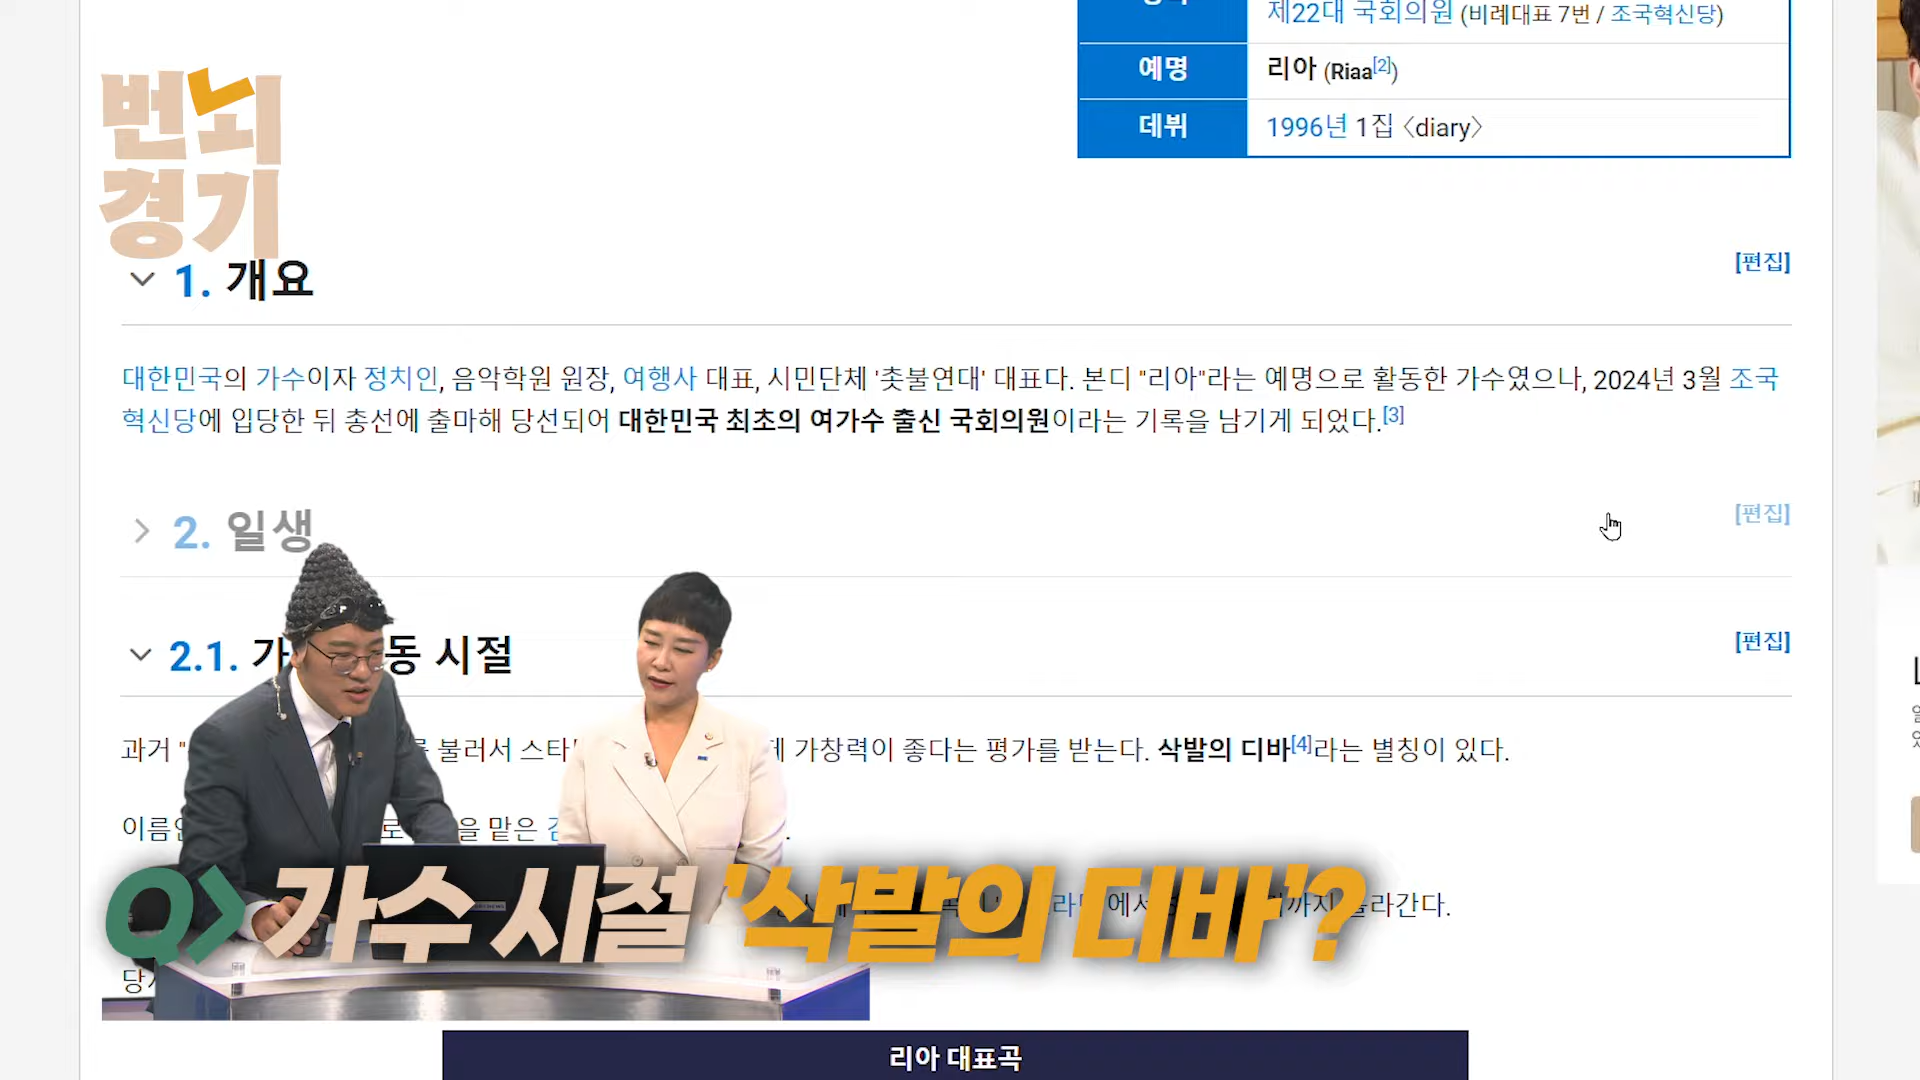 제22대 국회의원 (비례대표 7번 / 조국혁신당)
번뇌
경기
예명 리아 (Riaa[2])
데뷔 1996년 1집 〈diary〉
1. 개요 [편집]
대한민국의 가수이자 정치인, 음악학원 원장, 여행사 대표, 시민단체 '촛불연대' 대표다. 본디 "리아"라는 예명으로 활동한 가수였으나, 2024년 3월 조국
혁신당에 입당한 뒤 총선에 출마해 당선되어 대한민국 최초의 여가수 출신 국회의원이라는 기록을 남기게 되었다.[3]
2. 일생 [편집]
2.1. 가 동 시절 [편집]
과거 " 불러서 가창력이 좋다는 평가를 받는다. 삭발의 디바[4]라는 별칭이 있다.
맡은
Q> 가수 시절 '삭발의 디바'?
올라간다.
리아 대표곡